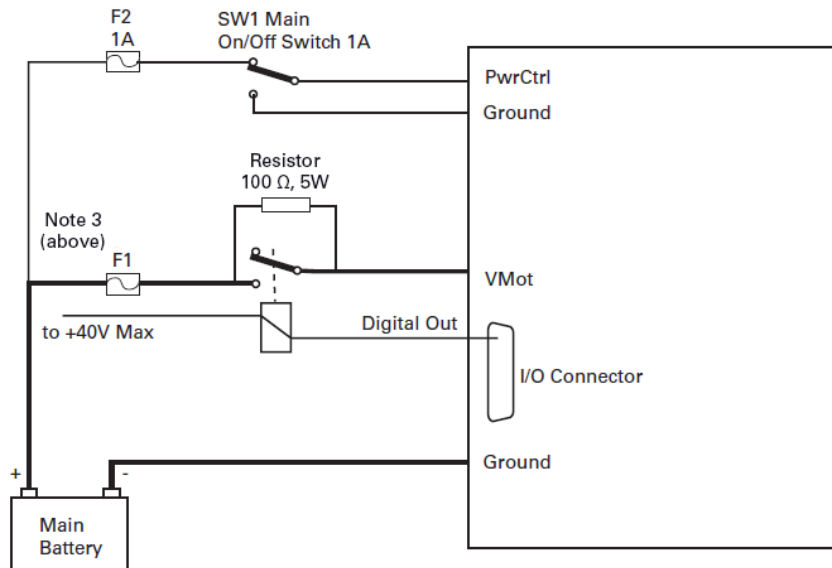 F2
1A
SW1 Main
On/Off Switch 1A
PwrCtrl
Ground
Resistor
100 Ω, 5W
Note 3
(above)
F1
VMot
to +40V Max
Digital Out
I/O Connector
Ground
+
-
Main
Battery